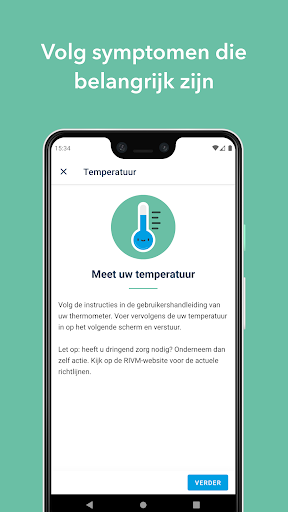 Volg symptomen die
belangrijk zijn
15:34
Temperatuur
Meet uw temperatuur
Volg de instructies in de gebruikershandleiding van
uw thermometer. Voer vervolgens de uw temperatuur
in op het volgende scherm en verstuur.
Let op: heeft u dringend zorg nodig? Onderneem dan
zelf actie. Kijk op de RIVM-website voor de actuele
richtlijnen.
VERDER